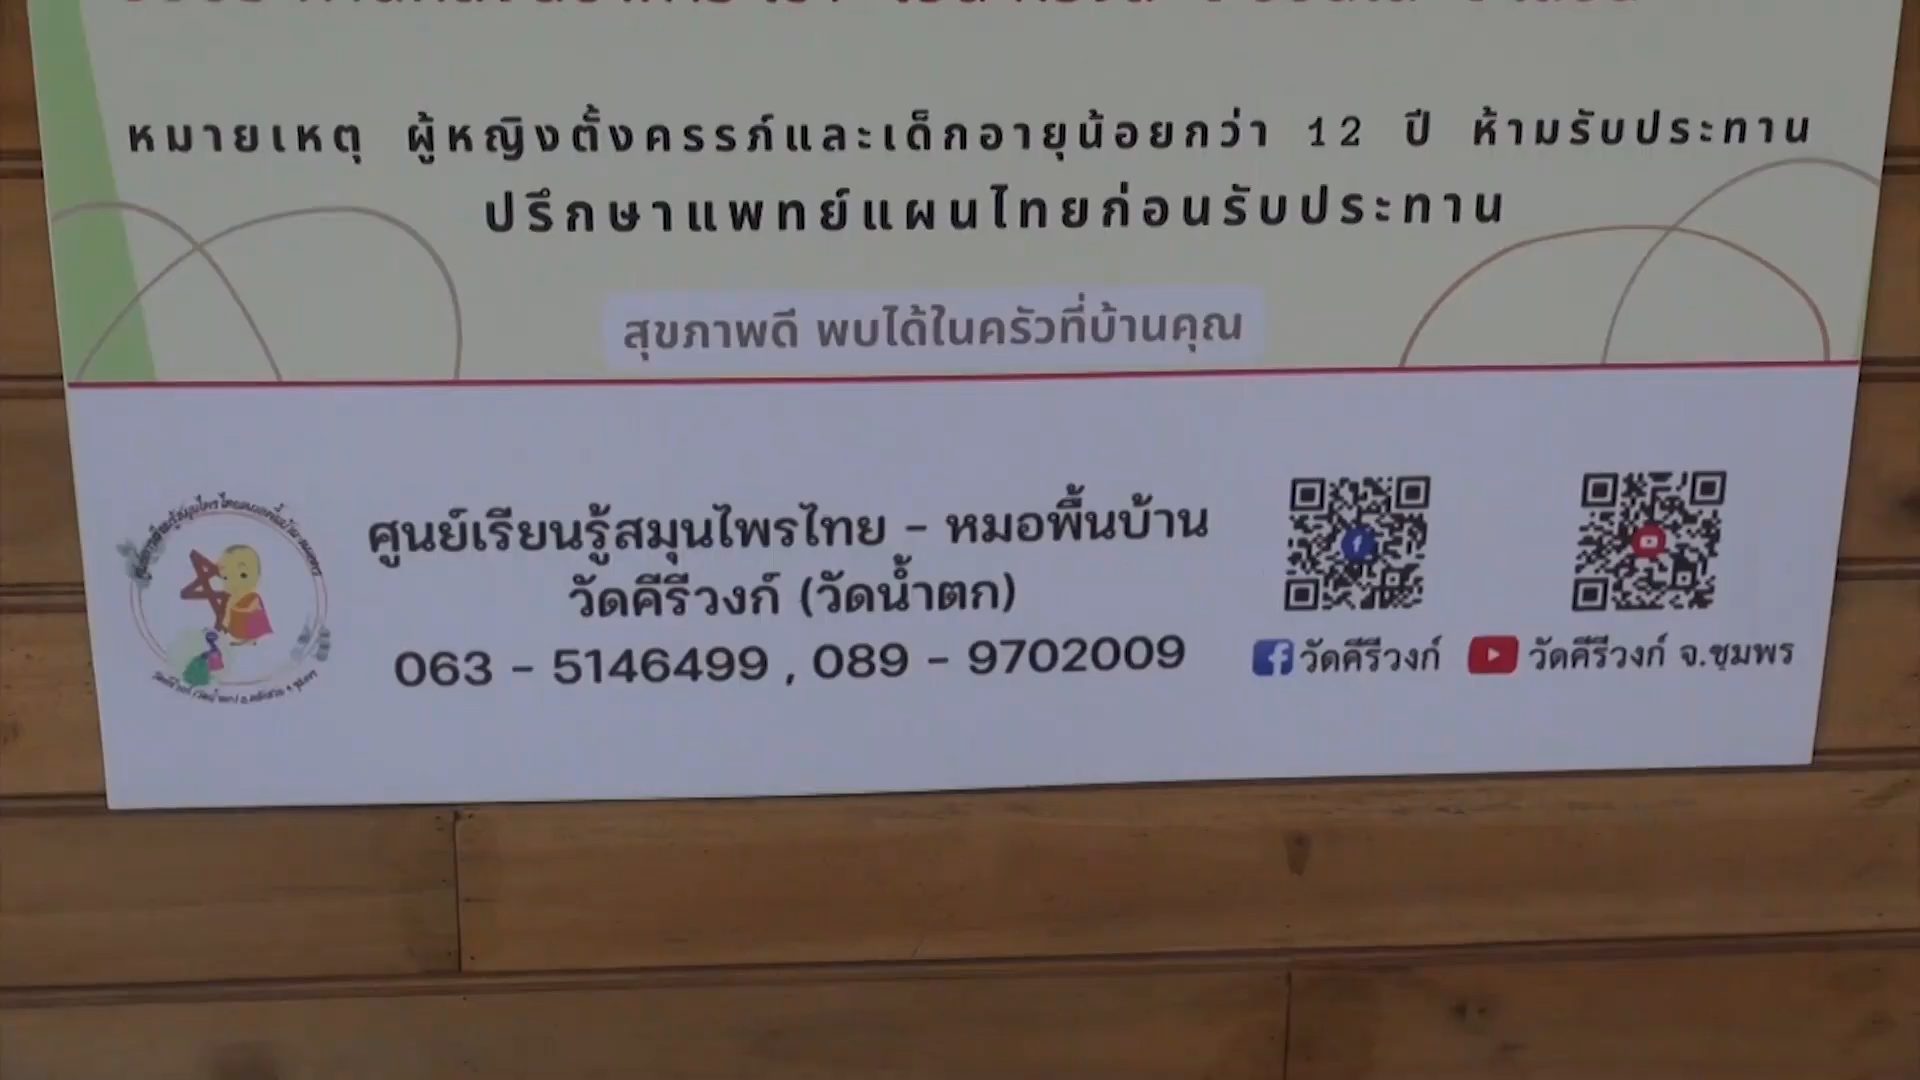 หมายเหตุ ผู้หญิงตั้งครรภ์และเด็กอายุน้อยกว่า 12 ปี ห้ามรับประทาน
ปรึกษาแพทย์แผนไทยก่อนรับประทาน
สุขภาพดี พบได้ในครัวที่บ้านคุณ
ศูนย์เรียนรู้สมุนไพรไทย - หมอพื้นบ้าน
วัดคีรีวงก์ (วัดน้ำตก)
063 - 5146499 , 089 - 9702009
วัดคีรีวงก์
วัดคีรีวงก์ จ.ชุมพร